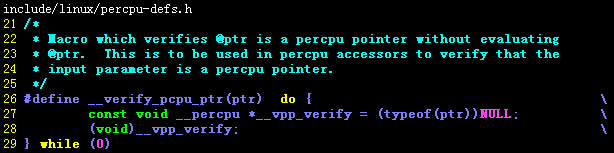 include/linux/percpu-defs.h
21 /*
22  * Macro which verifies @ptr is a percpu pointer without evaluating
23  * @ptr.  This is to be used in percpu accessors to verify that the
24  * input parameter is a percpu pointer.
25  */
26 #define __verify_pcpu_ptr(ptr)  do { \
27         const void __percpu *__vpp_verify = (typeof(ptr))NULL; \
28         (void)__vpp_verify; \
29 } while (0)